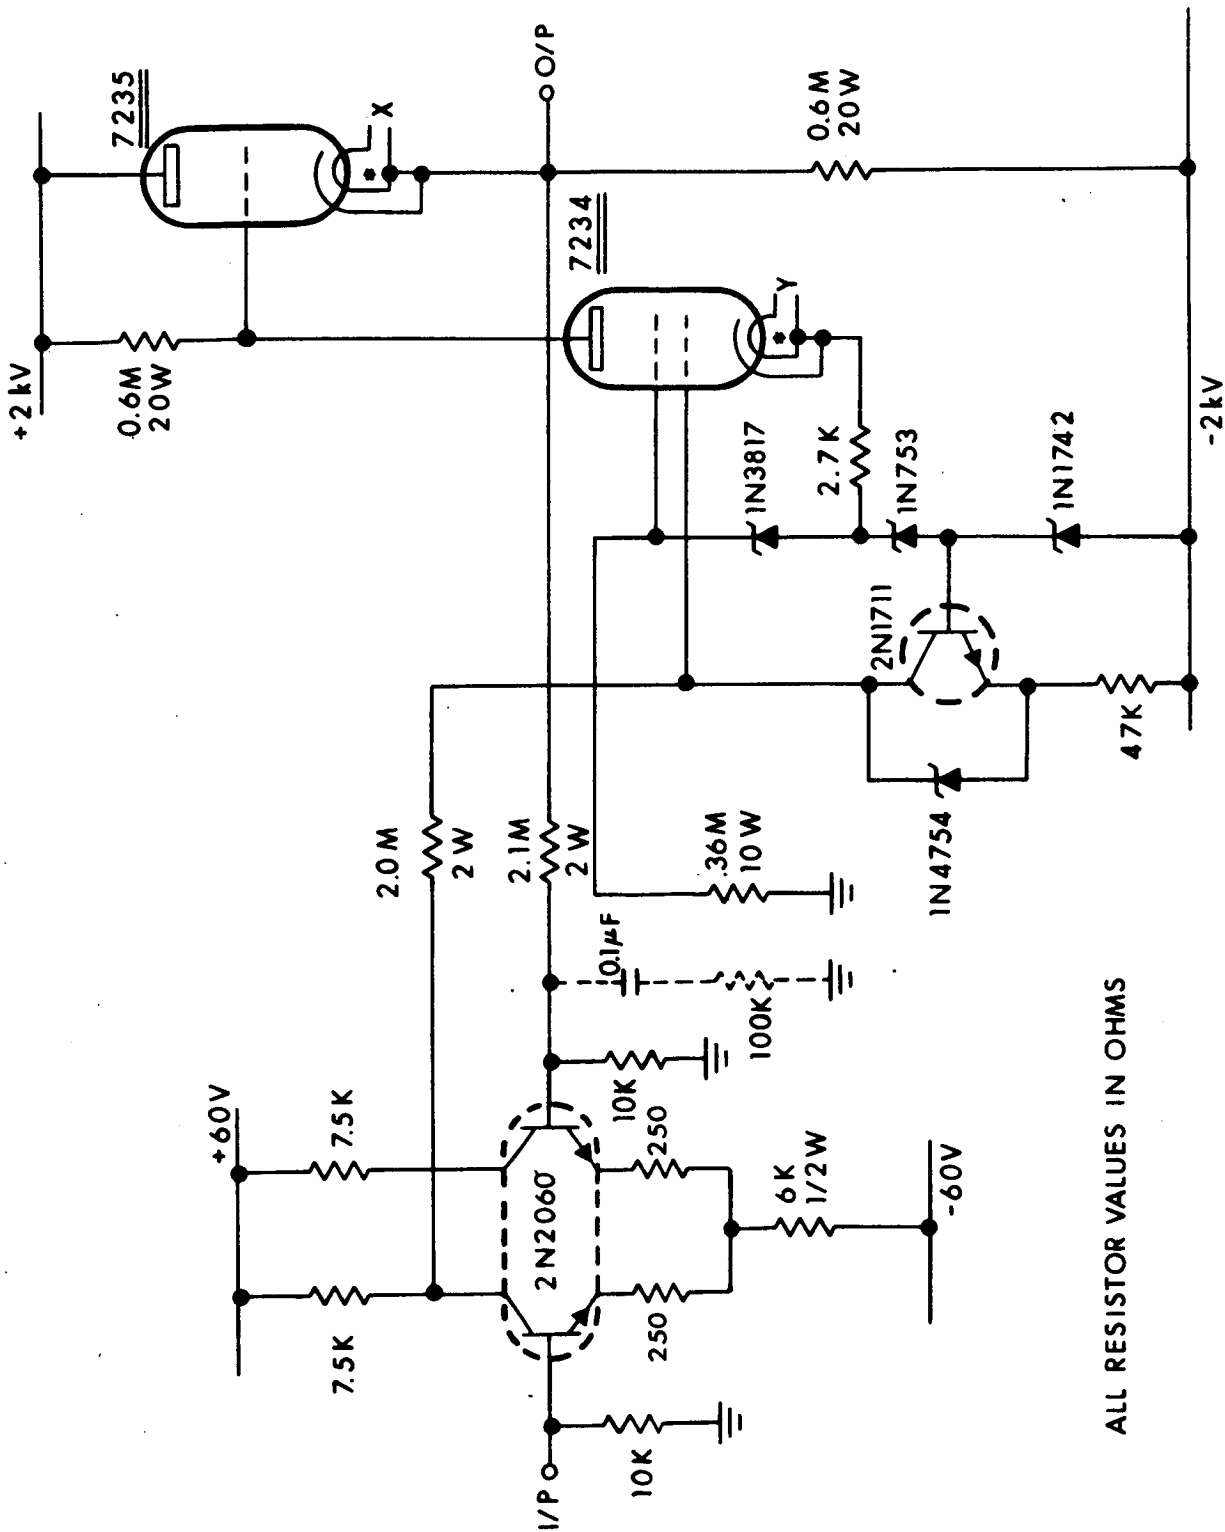 +2 kV
0.6M
20W
7235
X
O/P
7234
Y
0.6M
20W
1N3817
2.7K
1N753
1N1742
-2kV
2N1711
47K
1N4754
2.0M
2W
2.1M
2W
.36M
10W
0.1µF
100K
10K
+60V
7.5K
7.5K
2N2060
250
250
6K
1/2W
-60V
I/P
10K
ALL RESISTOR VALUES IN OHMS